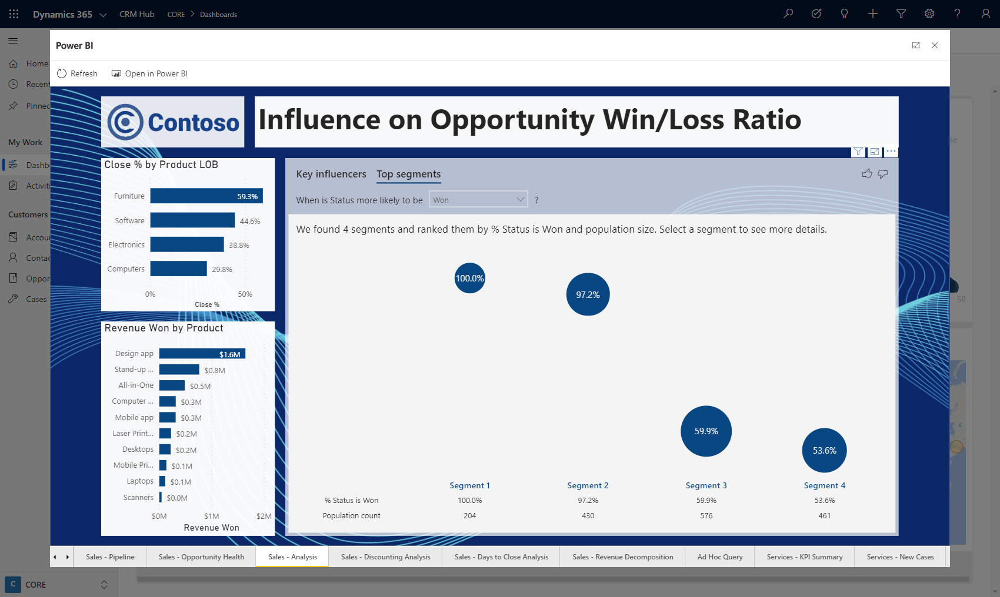 Dynamics 365 CRM Hub CORE > Dashboards
Power BI
Refresh Open in Power BI
Home
Recent
Pinned
My Work
Dashb
Activiti
Customers
Accou
Contac
Oppor
Cases
C CORE
Contoso
Influence on Opportunity Win/Loss Ratio
Close % by Product LOB
Furniture 59.3%
Software 44.6%
Electronics 38.8%
Computers 29.8%
0% 50%
Close %
Revenue Won by Product
Design app $1.6M
Stand-up ... $0.8M
All-in-One $0.5M
Computer ... $0.3M
Mobile app $0.3M
Laser Print... $0.2M
Desktops $0.2M
Mobile Pri... $0.1M
Laptops $0.1M
Scanners $0.0M
$0M $1M $2M
Revenue Won
Key influencers Top segments
When is Status more likely to be Won ?
We found 4 segments and ranked them by % Status is Won and population size. Select a segment to see more details.
100.0%
97.2%
59.9%
53.6%
Segment 1 Segment 2 Segment 3 Segment 4
% Status is Won 100.0% 97.2% 59.9% 53.6%
Population count 204 430 576 461
se
50
Sales - Pipeline Sales - Opportunity Health Sales - Analysis Sales - Discounting Analysis Sales - Days to Close Analysis Sales - Revenue Decomposition Ad Hoc Query Services - KPI Summary Services - New Cases